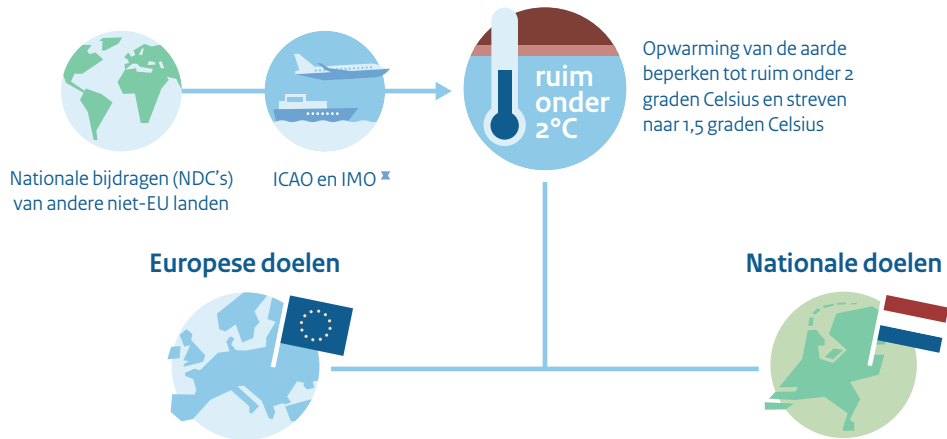 ruim
onder
2°C
Opwarming van de aarde
beperken tot ruim onder 2
graden Celsius en streven
naar 1,5 graden Celsius
Nationale bijdragen (NDC's)
van andere niet-EU landen
ICAO en IMO
Europese doelen
Nationale doelen